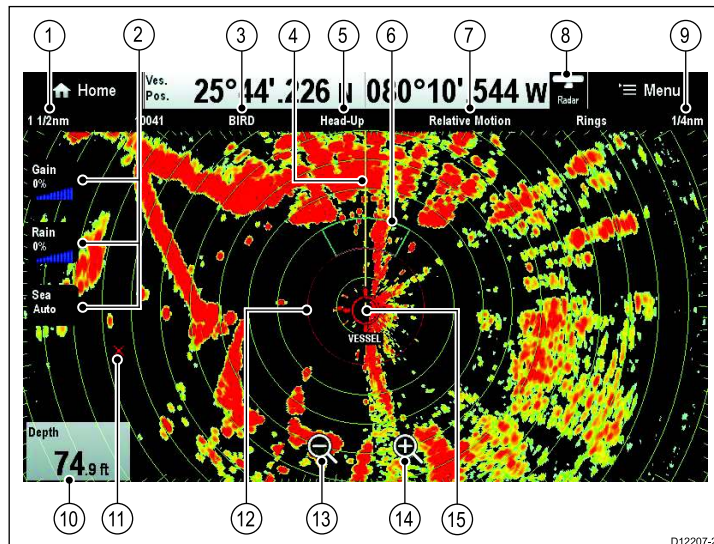 1 2 3 4 5 6 7 8 9
Home Ves. Pos. 25°44'.226 N 080°10'.544 W Radar Menu
1 1/2nm BIRD Head-Up Relative Motion Rings 1/4nm
Gain
0%
Rain
0%
Sea
Auto
VESSEL
Depth
74.9 ft
10 11 12 13 14 15
D12207-2